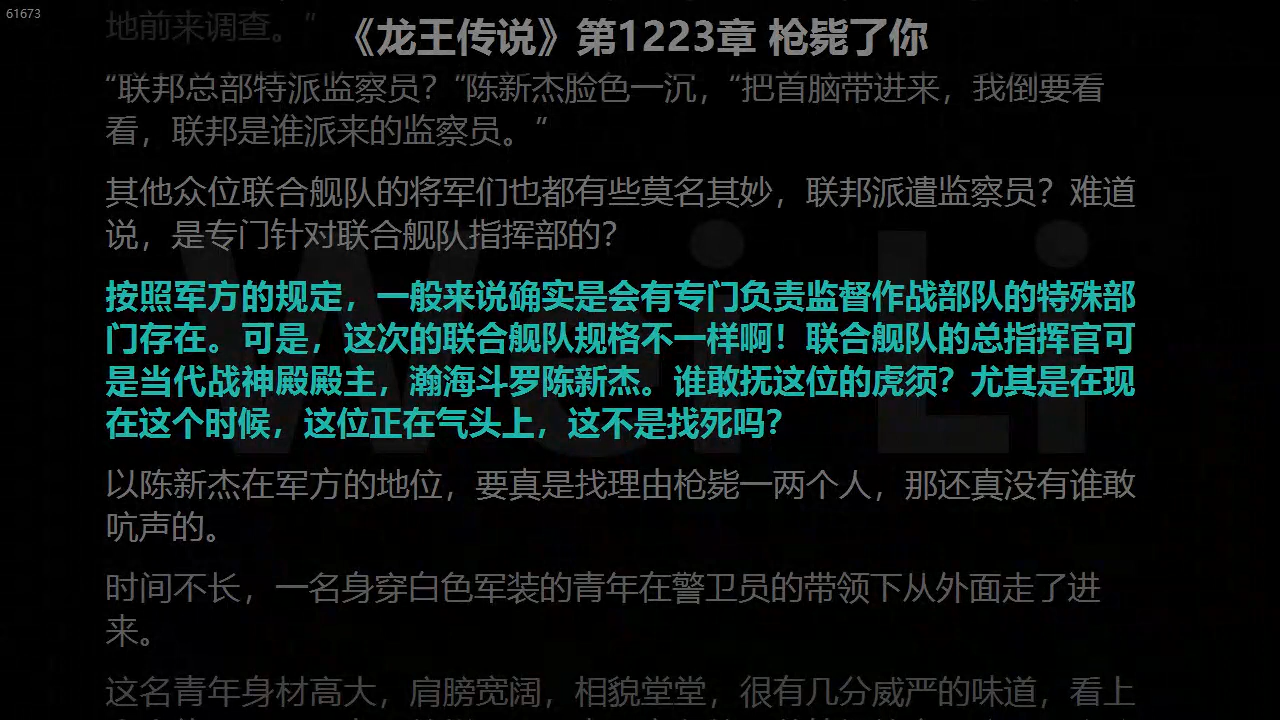 61673
地前来调查。”
《龙王传说》第1223章 枪毙了你
“联邦总部特派监察员？“陈新杰脸色一沉，“把首脑带进来，我倒要看
看，联邦是谁派来的监察员。”
其他众位联合舰队的将军们也都有些莫名其妙，联邦派遣监察员？难道
说，是专门针对联合舰队指挥部的？
按照军方的规定，一般来说确实是会有专门负责监督作战部队的特殊部
门存在。可是，这次的联合舰队规格不一样啊！联合舰队的总指挥官可
是当代战神殿殿主，瀚海斗罗陈新杰。谁敢抚这位的虎须？尤其是在现
在这个时候，这位正在气头上，这不是找死吗？
Wei Li
以陈新杰在军方的地位，要真是找理由枪毙一两个人，那还真没有谁敢
吭声的。
时间不长，一名身穿白色军装的青年在警卫员的带领下从外面走了进
来。
这名青年身材高大，肩膀宽阔，相貌堂堂，很有几分威严的味道，看上